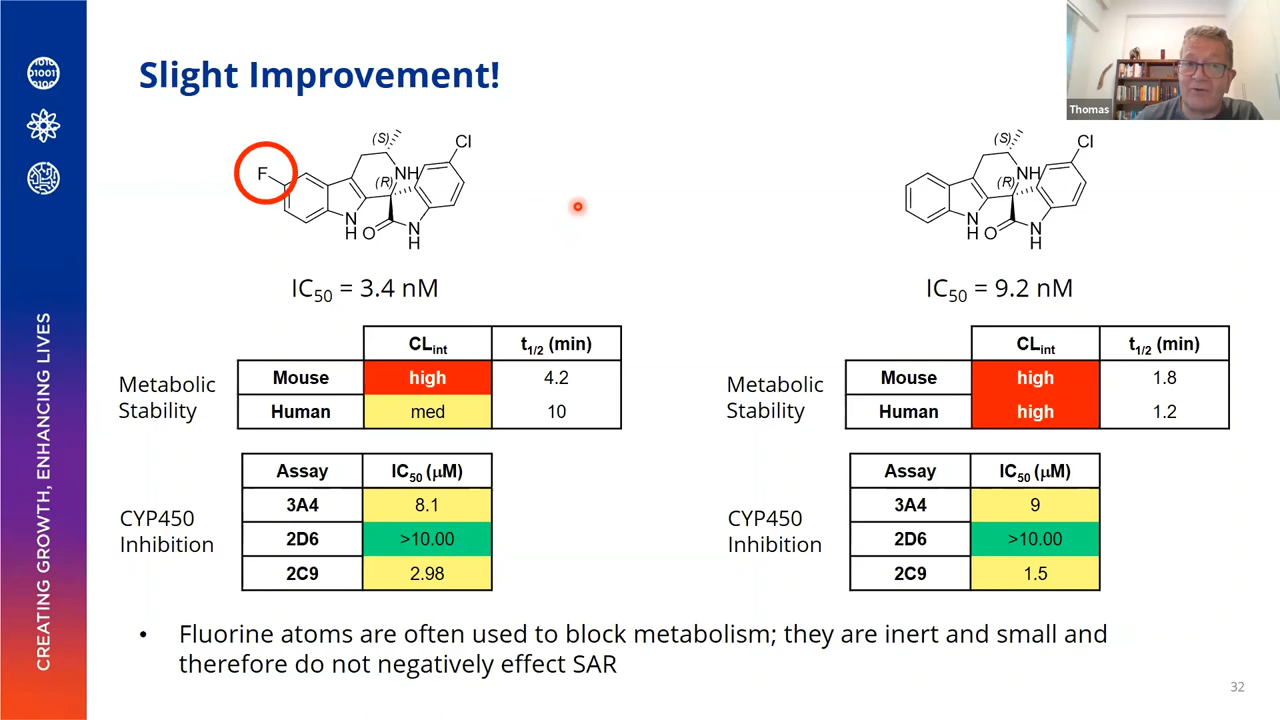 Slight Improvement!
Thomas
F
(S)
Cl
NH
(R)
N
H
O
N
H
(S)
Cl
NH
(R)
N
H
O
N
H
IC50 = 3.4 nM
IC50 = 9.2 nM
Metabolic
Stability
CLint t1/2 (min)
Mouse high 4.2
Human med 10
Metabolic
Stability
CLint t1/2 (min)
Mouse high 1.8
Human high 1.2
CYP450
Inhibition
Assay IC50 (μM)
3A4 8.1
2D6 >10.00
2C9 2.98
CYP450
Inhibition
Assay IC50 (μM)
3A4 9
2D6 >10.00
2C9 1.5
• Fluorine atoms are often used to block metabolism; they are inert and small and
therefore do not negatively effect SAR
32
CREATING GROWTH, ENHANCING LIVES